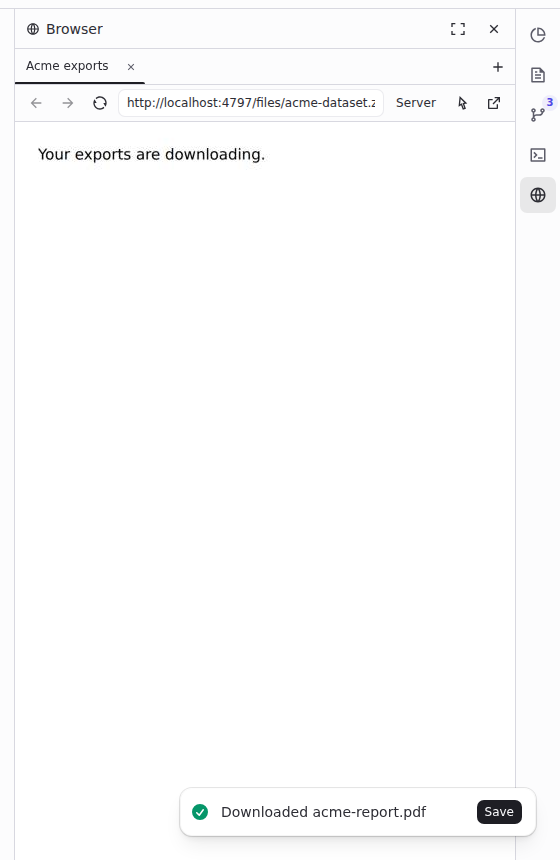 Browser
Acme exports
http://localhost:4797/files/acme-dataset.z
Server
3
Your exports are downloading.
Downloaded acme-report.pdf
Save